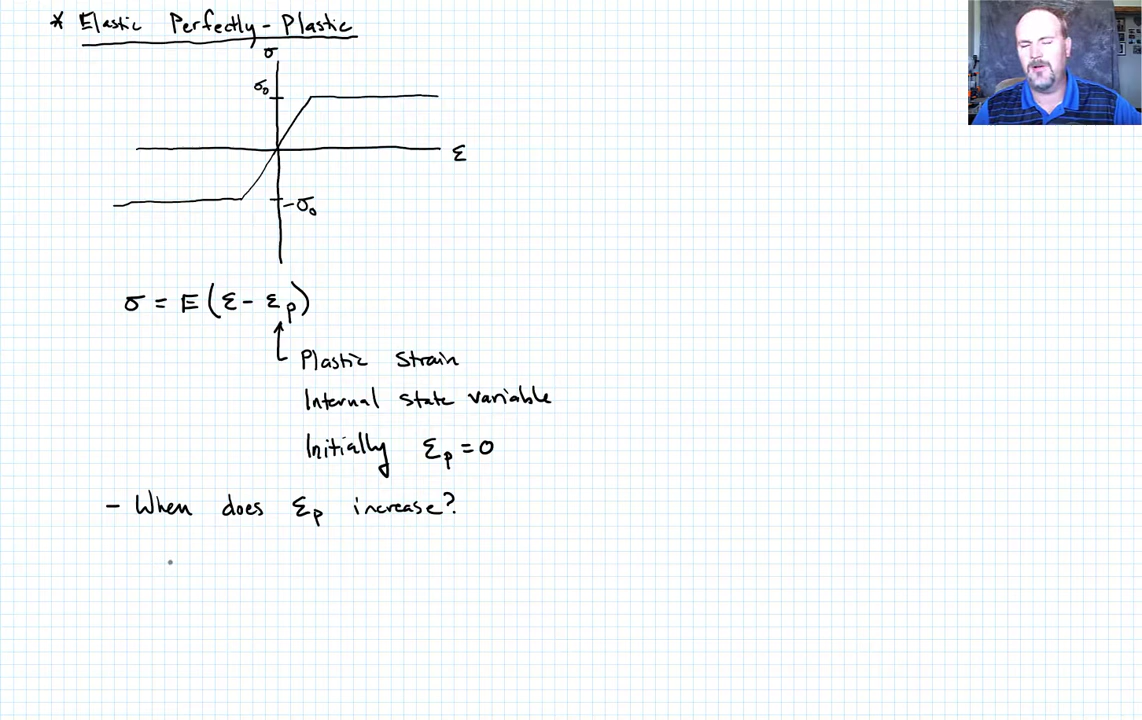 * Elastic Perfectly-Plastic
σ
σ₀
ε
-σ₀
σ = E(ε - εₚ)
Plastic Strain
Internal State variable
Initially εₚ = 0
- When does εₚ increase?